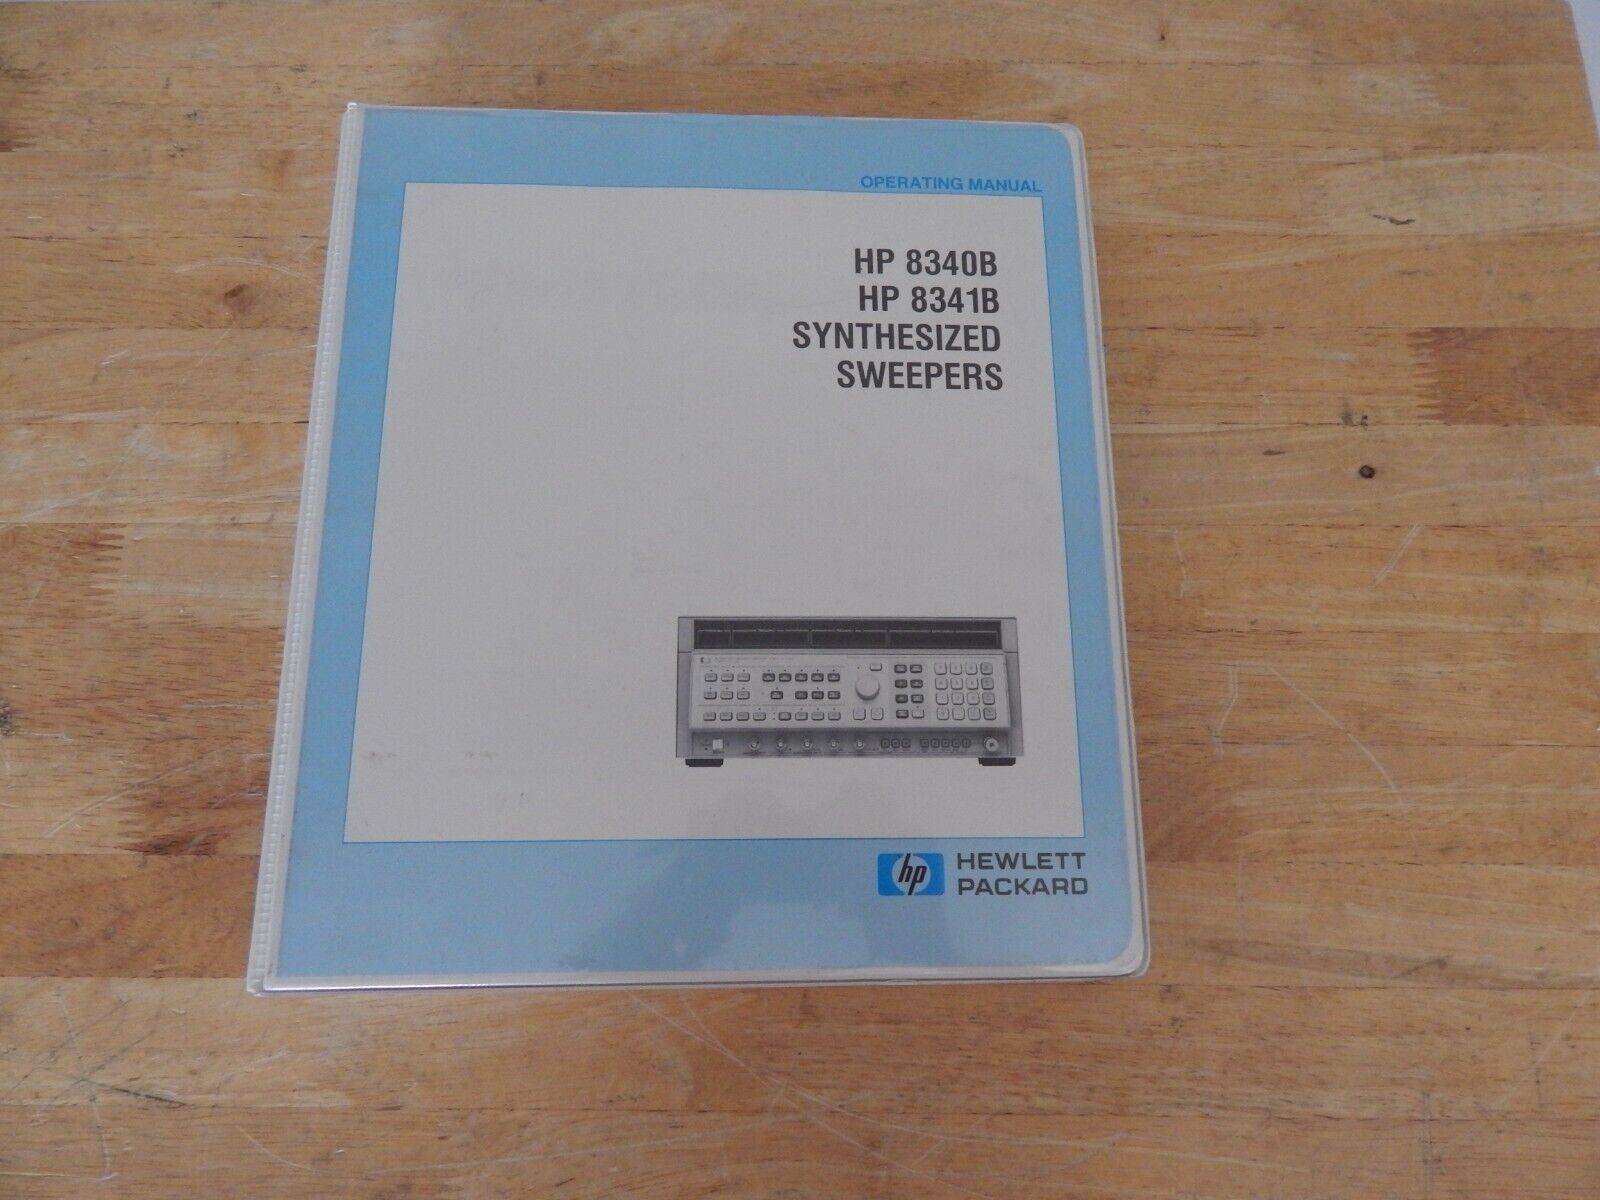 OPERATING MANUAL
HP 8340B
HP 8341B
SYNTHESIZED
SWEEPERS
hp
HEWLETT
PACKARD